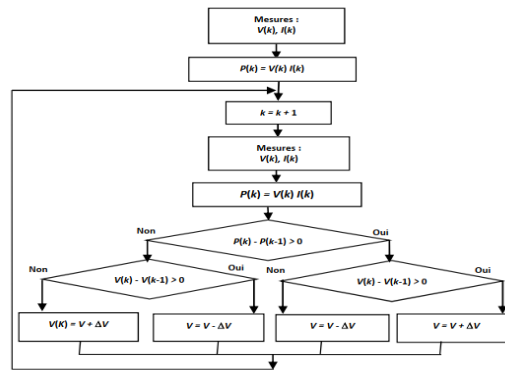 Mesures :
V(k), I(k)
P(k) = V(k) I(k)
k = k + 1
Mesures :
V(k), I(k)
P(k) = V(k) I(k)
Non
Oui
P(k) - P(k-1) > 0
Non
Oui
Non
Oui
V(k) - V(k-1) > 0
V(k) - V(k-1) > 0
V(K) = V + ΔV
V = V - ΔV
V = V - ΔV
V = V + ΔV